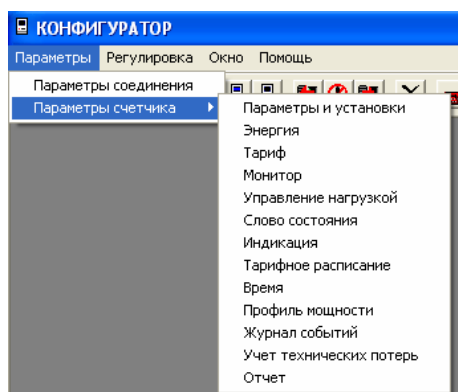 КОНФИГУРАТОР
Параметры Регулировка Окно Помощь
Параметры соединения
Параметры счетчика
Параметры и установки
Энергия
Тариф
Монитор
Управление нагрузкой
Слово состояния
Индикация
Тарифное расписание
Время
Профиль мощности
Журнал событий
Учет технических потерь
Отчет